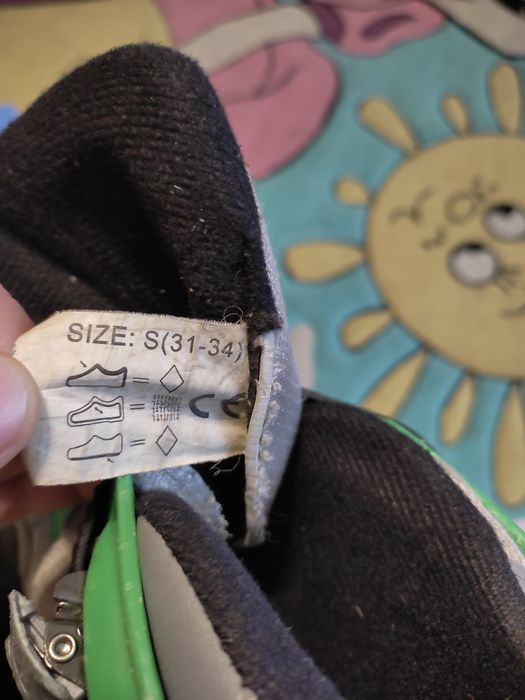 SIZE: S(31-34)
=
= CE
=